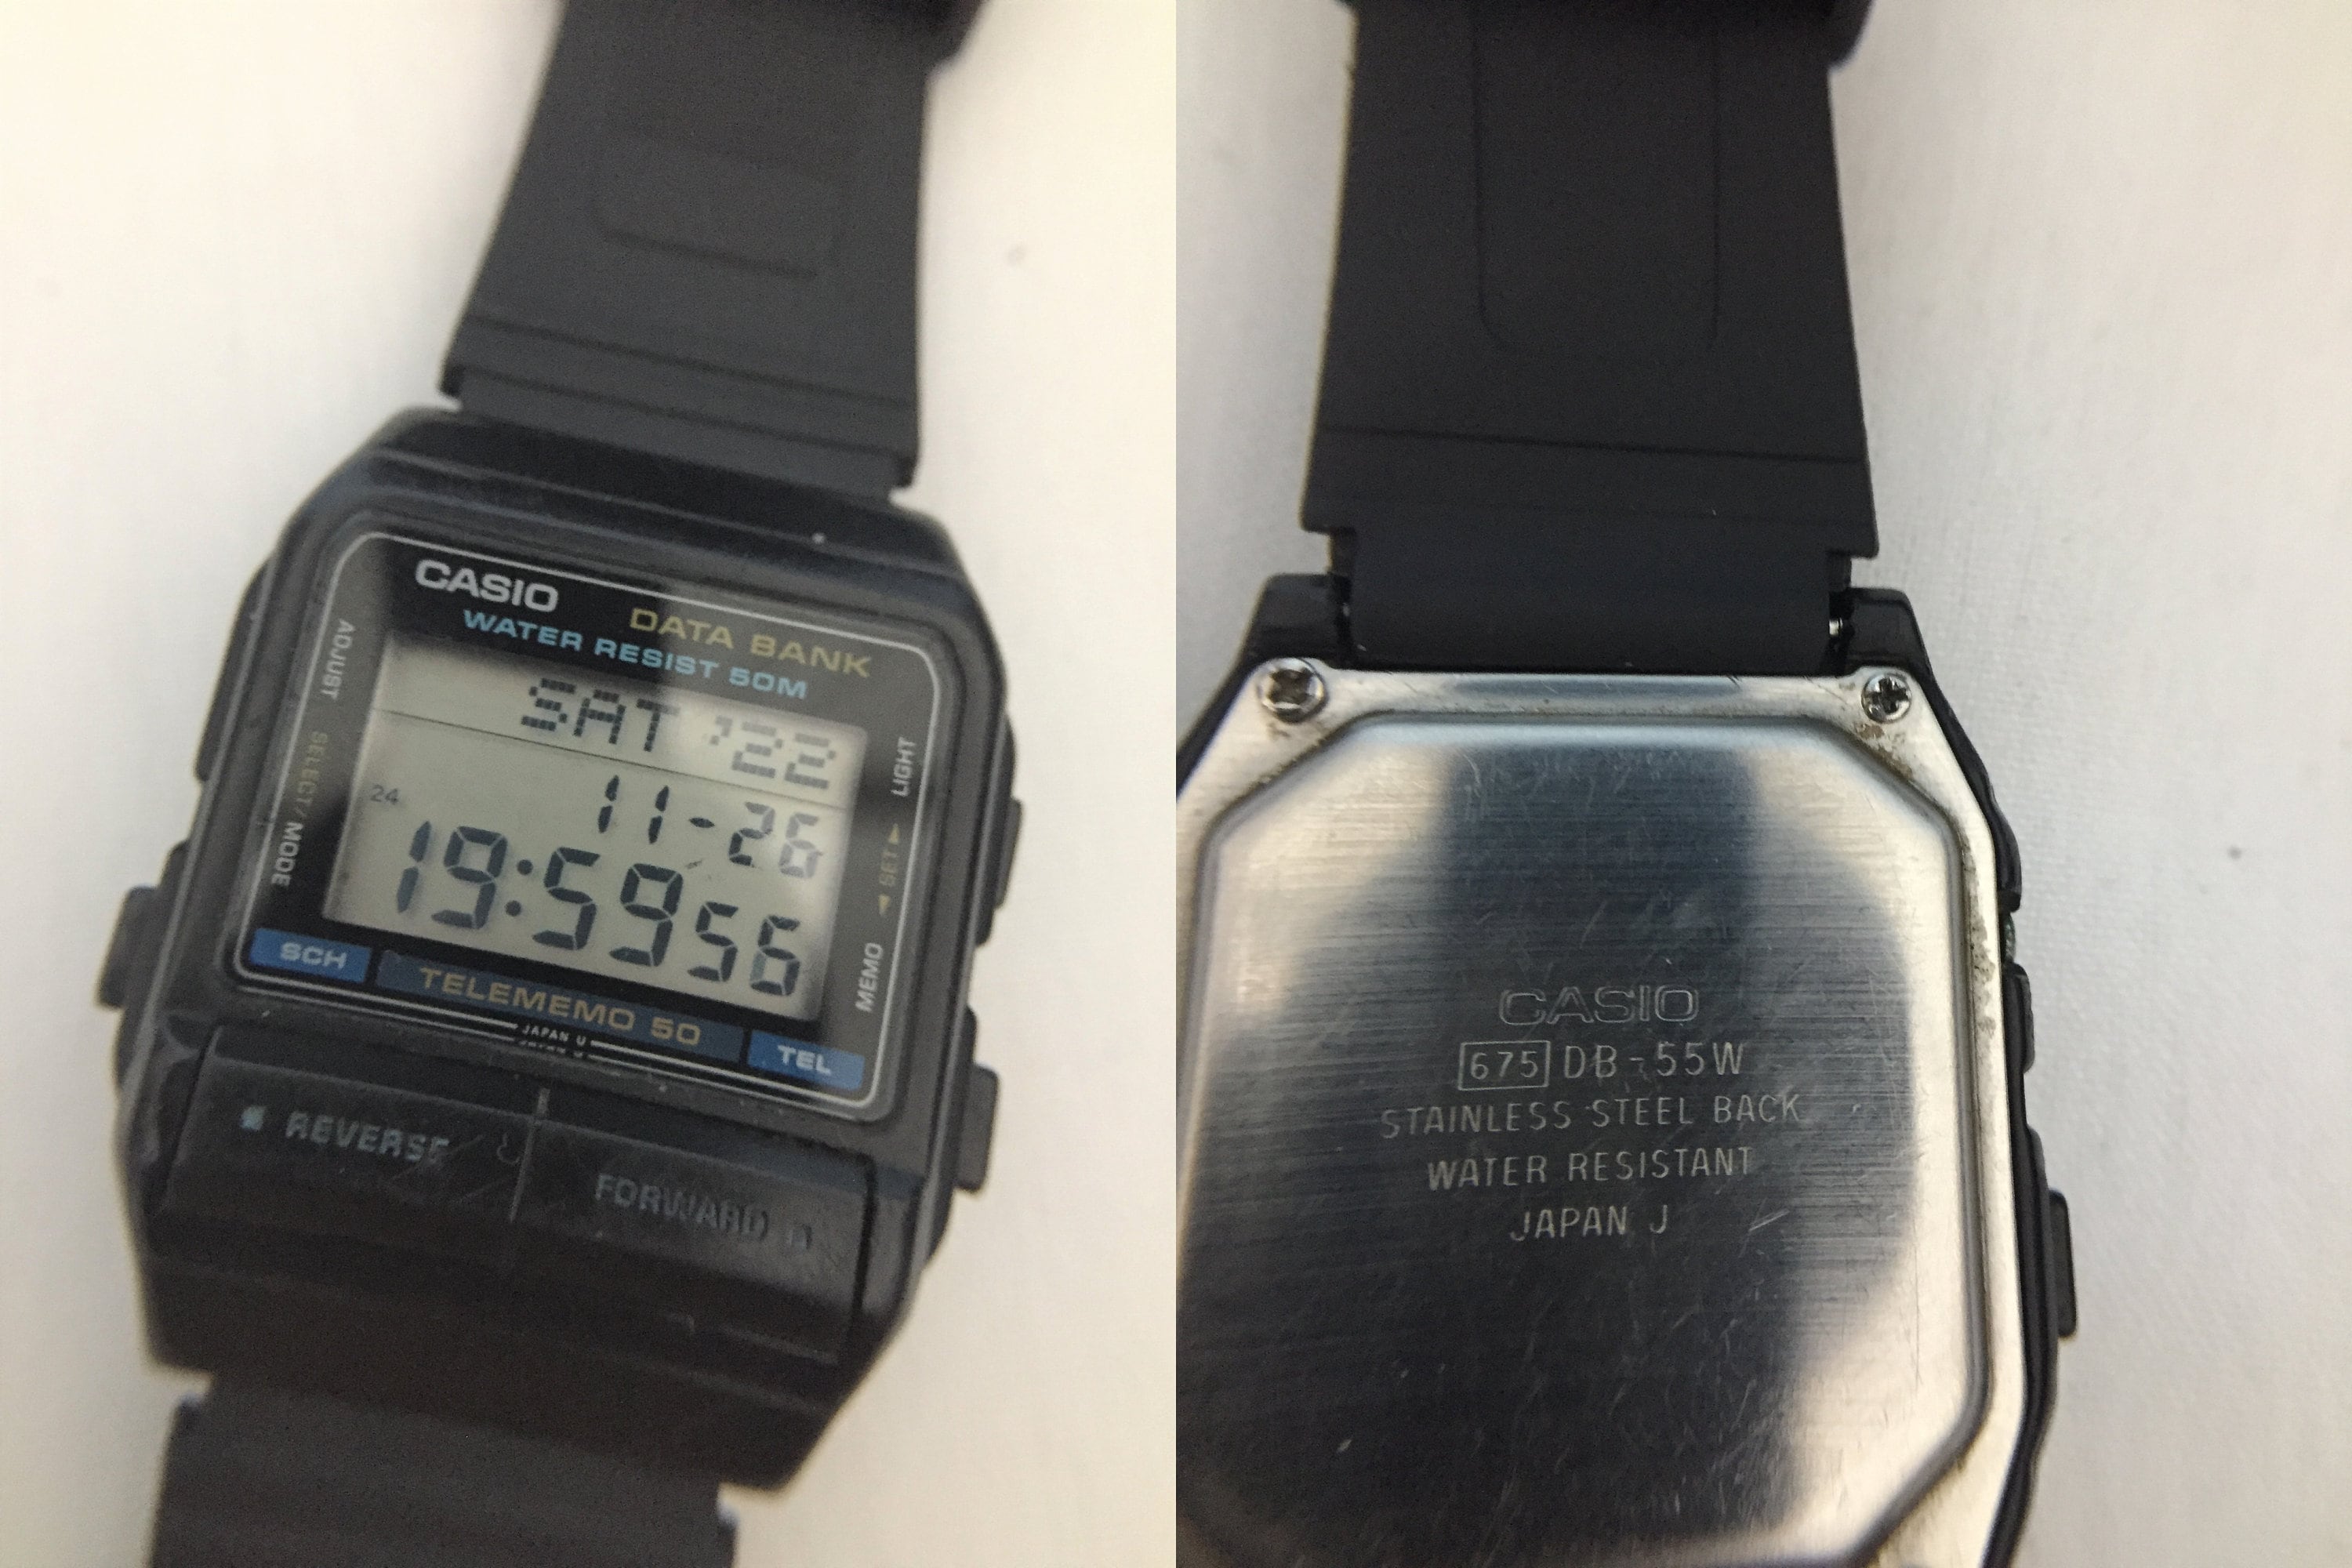 CASIO
DATA BANK
WATER RESIST 50M
ADJUST
SELECT/MODE
LIGHT
SET
MEMO
SAT '22
24
11-26
19:59 56
SCH
TELEMEMO 50
TEL
JAPAN U
REVERSE
FORWARD
CASIO
675 DB-55W
STAINLESS STEEL BACK
WATER RESISTANT
JAPAN J